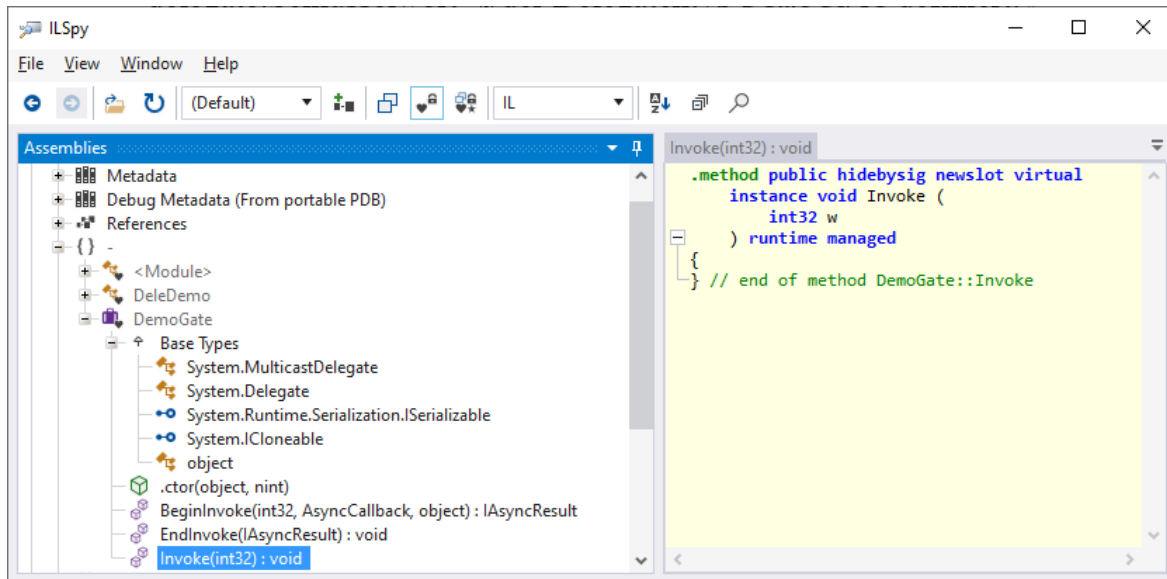 ILSpy
File View Window Help
(Default) IL
Assemblies
Metadata
Debug Metadata (From portable PDB)
References
{ } -
<Module>
DeleDemo
DemoGate
Base Types
System.MulticastDelegate
System.Delegate
System.Runtime.Serialization.ISerializable
System.ICloneable
object
.ctor(object, nint)
BeginInvoke(int32, AsyncCallback, object) : IAsyncResult
EndInvoke(IAsyncResult) : void
Invoke(int32) : void
Invoke(int32) : void
.method public hidebysig newslot virtual
instance void Invoke (
int32 w
) runtime managed
{
} // end of method DemoGate::Invoke